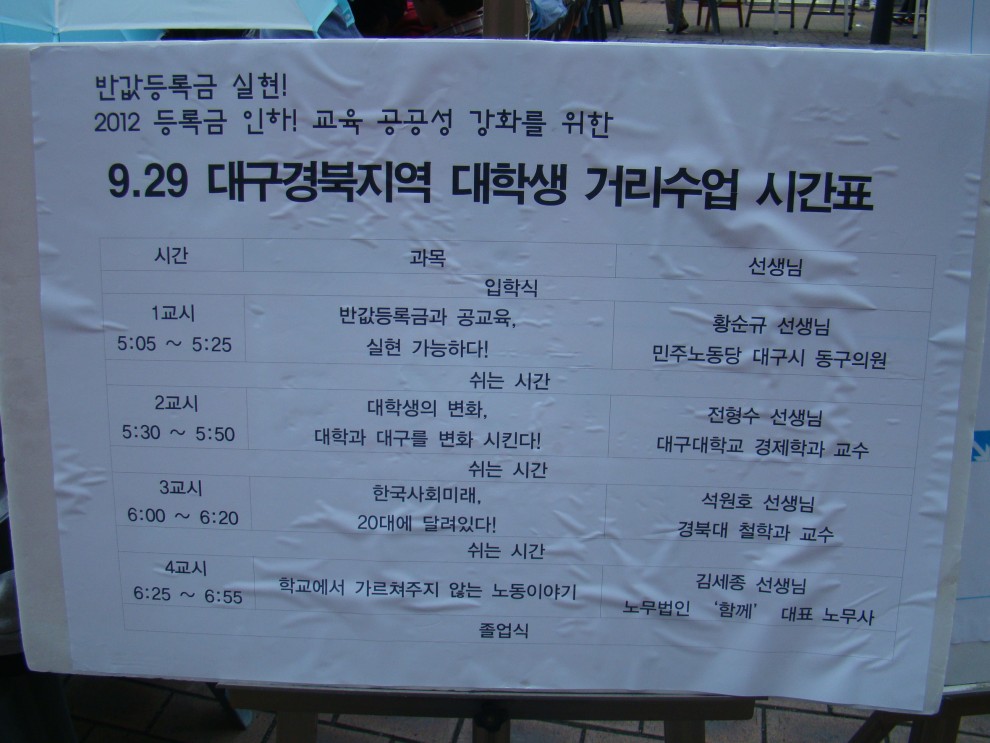 반값등록금 실현!
2012 등록금 인하! 교육 공공성 강화를 위한
9.29 대구경북지역 대학생 거리수업 시간표
시간 과목 선생님
입학식
1교시
5:05 ~ 5:25
반값등록금과 공교육,
실현 가능하다!
황순규 선생님
민주노동당 대구시 동구의원
쉬는 시간
2교시
5:30 ~ 5:50
대학생의 변화,
대학과 대구를 변화 시킨다!
전형수 선생님
대구대학교 경제학과 교수
쉬는 시간
3교시
6:00 ~ 6:20
한국사회미래,
20대에 달려있다!
석원호 선생님
경북대 철학과 교수
쉬는 시간
4교시
6:25 ~ 6:55
학교에서 가르쳐주지 않는 노동이야기
김세종 선생님
노무법인 '함께' 대표 노무사
졸업식